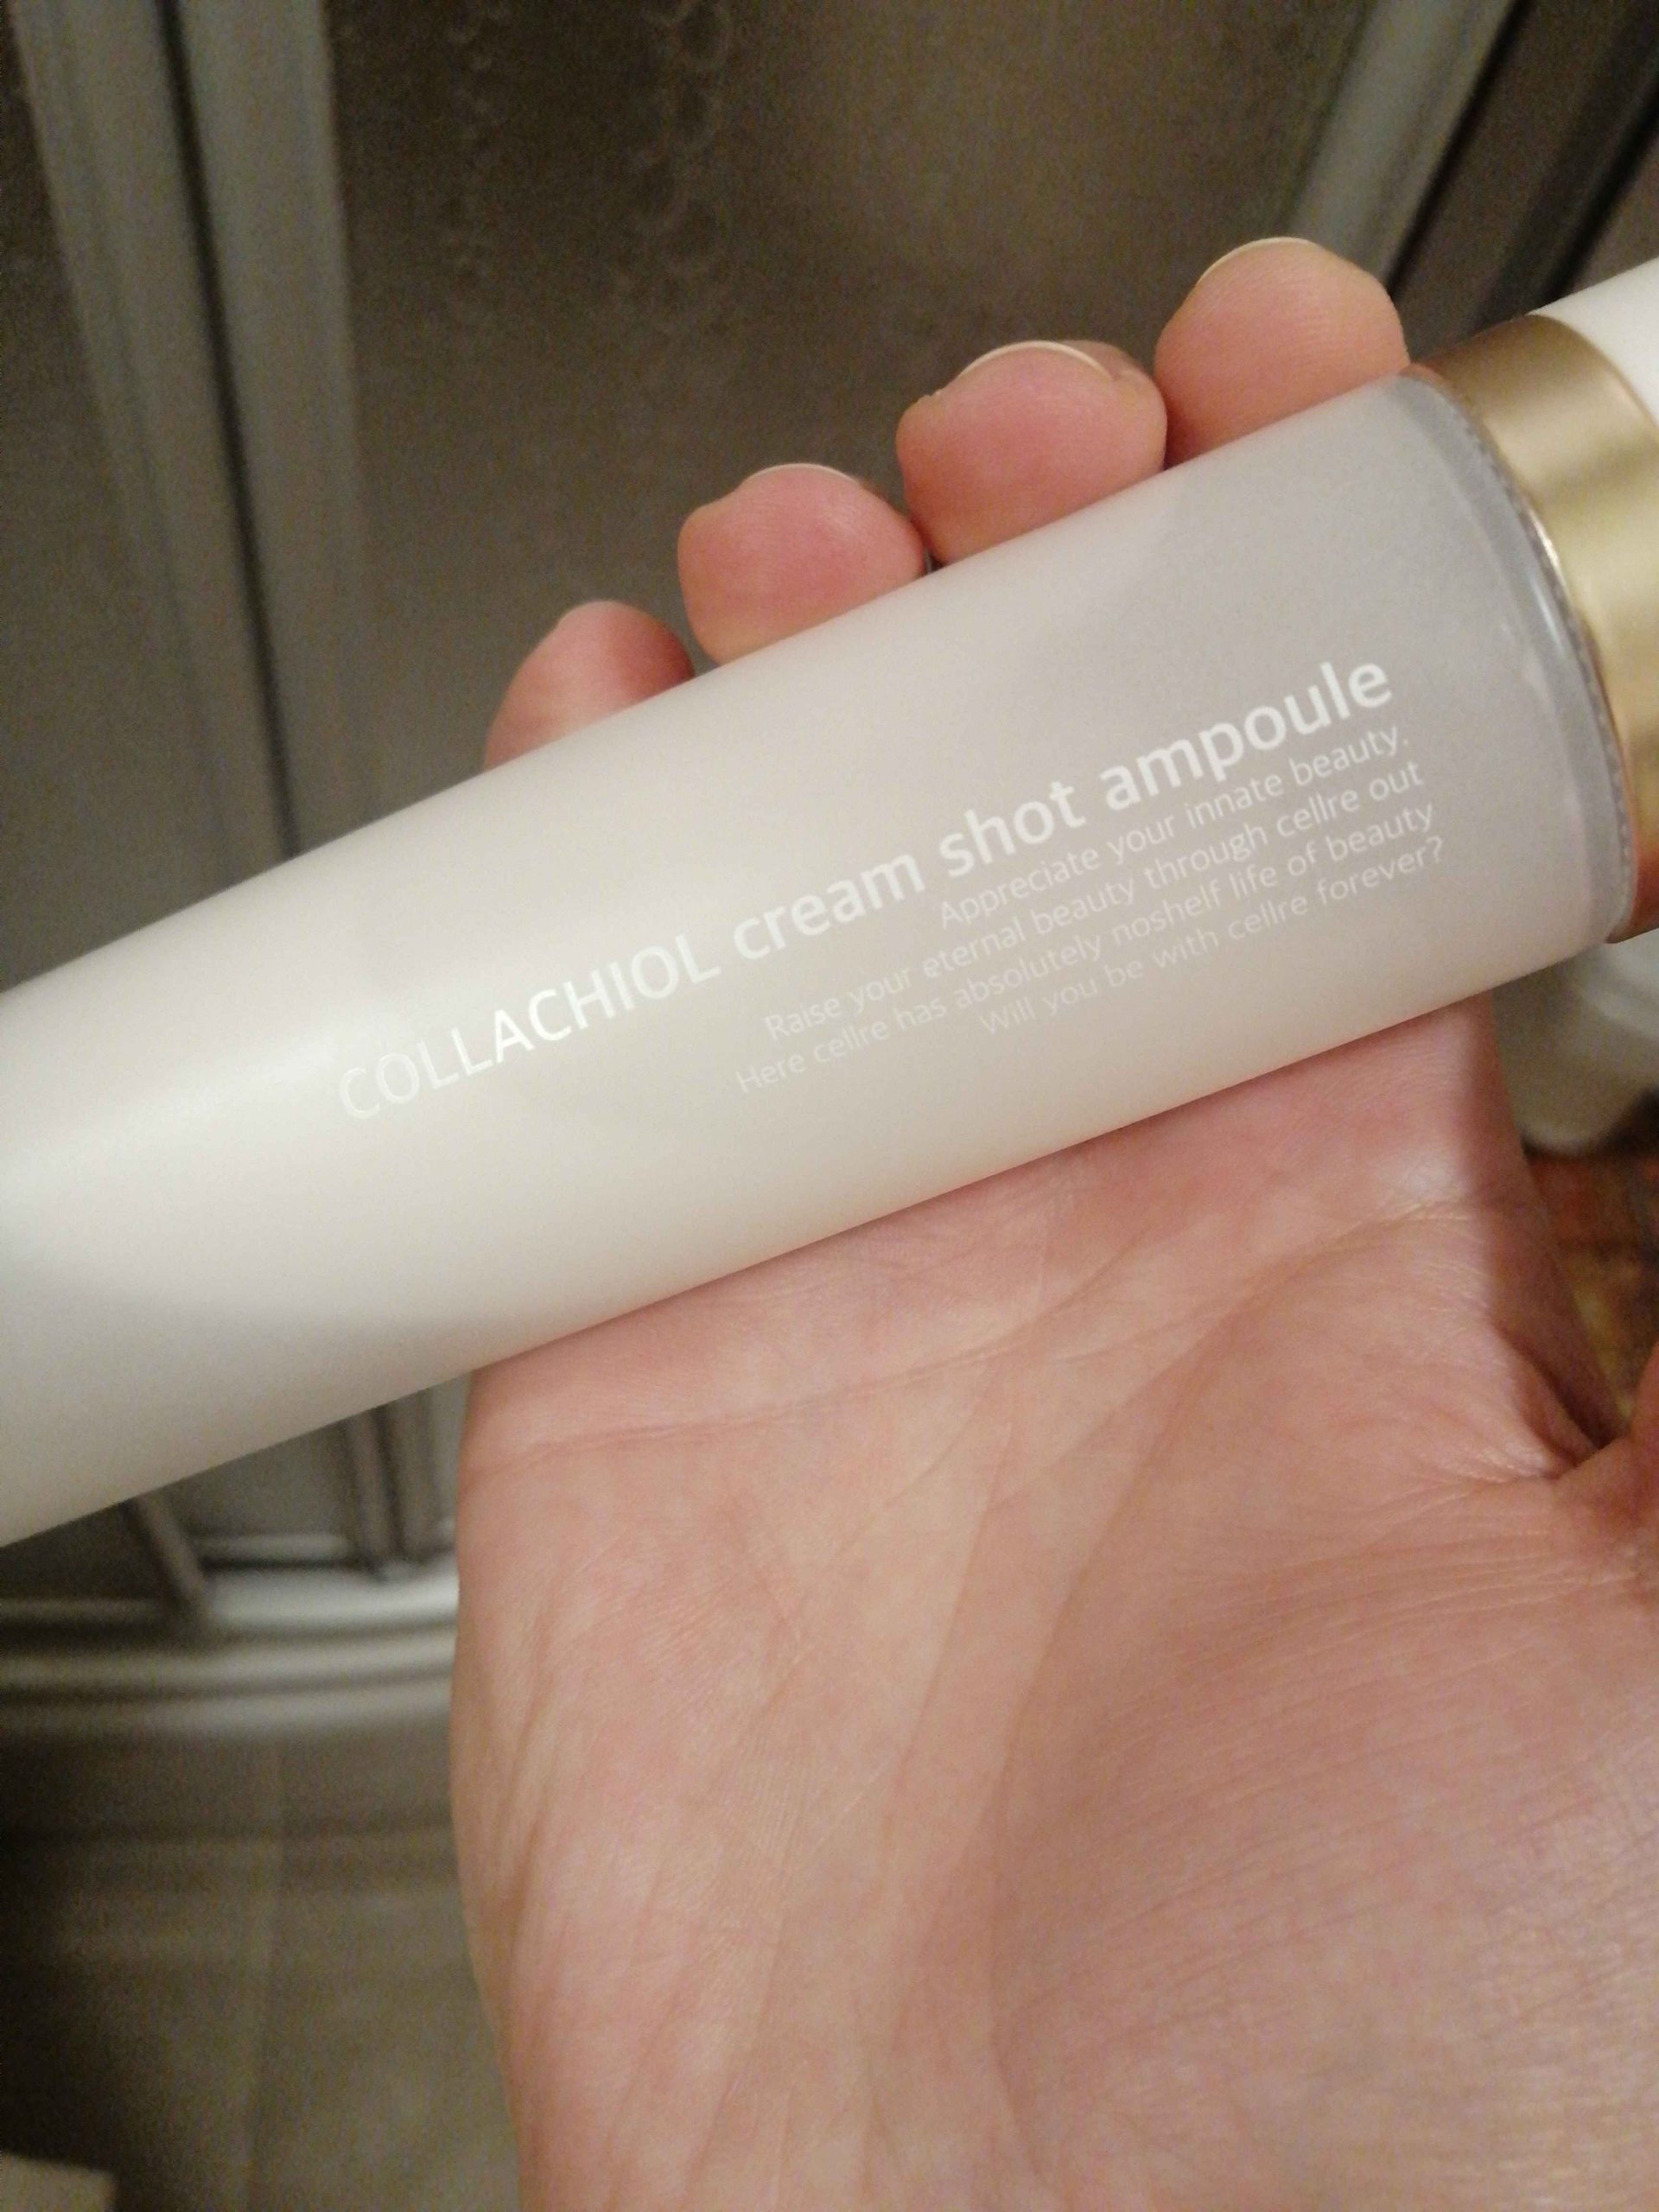 COLLACHIOL cream shot ampoule
Appreciate your innate beauty.
Raise your eternal beauty through cellre out
Here cellre has absolutely noshelf life of beauty
Will you be with cellre forever?